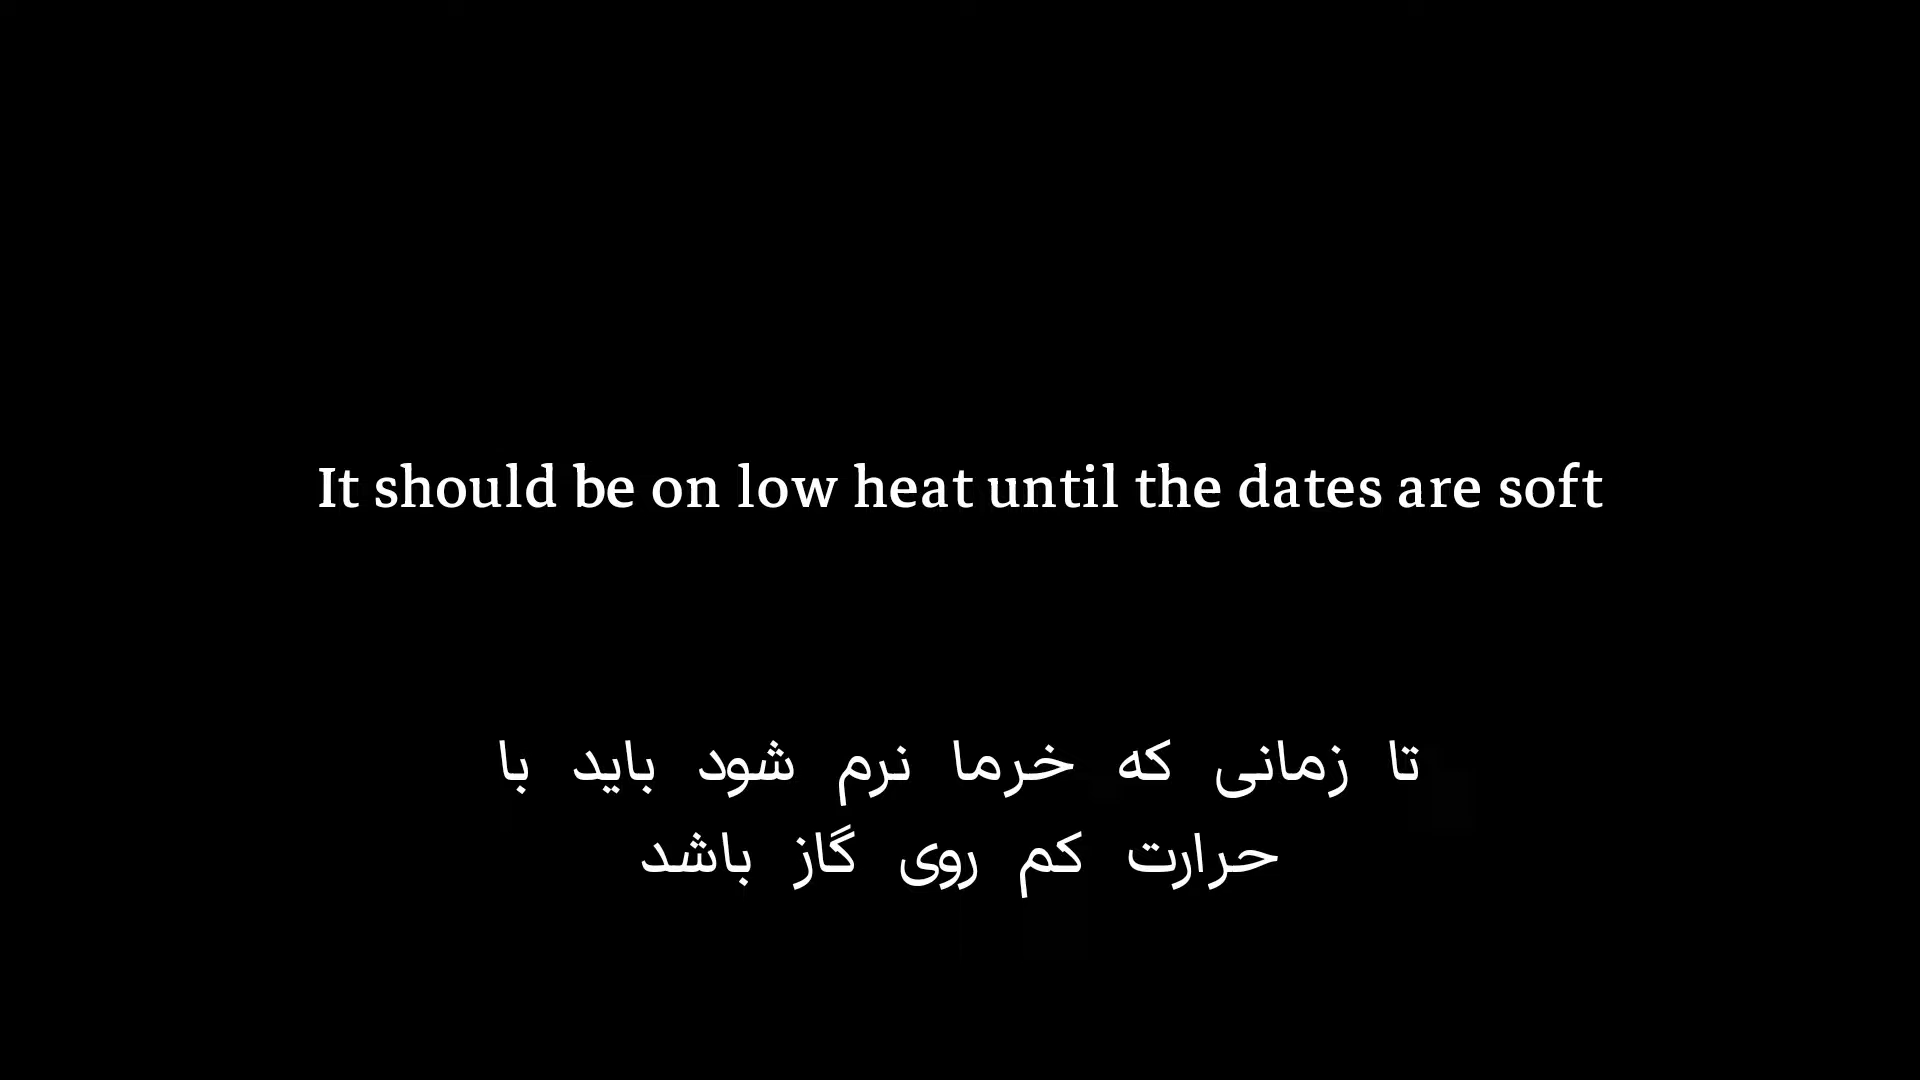 It should be on low heat until the dates are soft
تا زمانی که خرما نرم شود باید با
حرارت کم روی گاز باشد